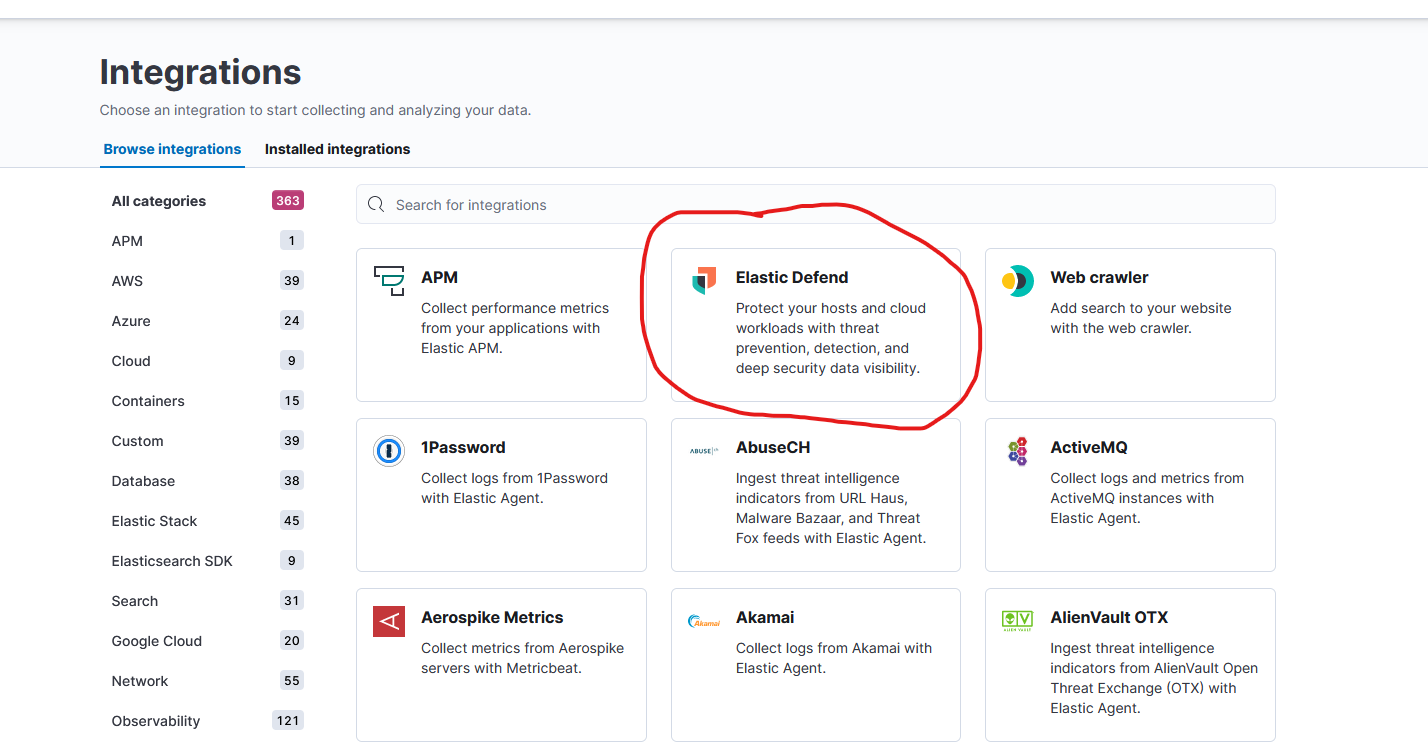 Integrations
Choose an integration to start collecting and analyzing your data.
Browse integrations
Installed integrations
All categories 363
APM 1
AWS 39
Azure 24
Cloud 9
Containers 15
Custom 39
Database 38
Elastic Stack 45
Elasticsearch SDK 9
Search 31
Google Cloud 20
Network 55
Observability 121
Search for integrations
APM
Collect performance metrics
from your applications with
Elastic APM.
Elastic Defend
Protect your hosts and cloud
workloads with threat
prevention, detection, and
deep security data visibility.
Web crawler
Add search to your website
with the web crawler.
1Password
Collect logs from 1Password
with Elastic Agent.
ABUSE ch
AbuseCH
Ingest threat intelligence
indicators from URL Haus,
Malware Bazaar, and Threat
Fox feeds with Elastic Agent.
ActiveMQ
Collect logs and metrics from
ActiveMQ instances with
Elastic Agent.
Aerospike Metrics
Collect metrics from Aerospike
servers with Metricbeat.
Akamai
Akamai
Collect logs from Akamai with
Elastic Agent.
ALIEN VAULT
AlienVault OTX
Ingest threat intelligence
indicators from AlienVault Open
Threat Exchange (OTX) with
Elastic Agent.